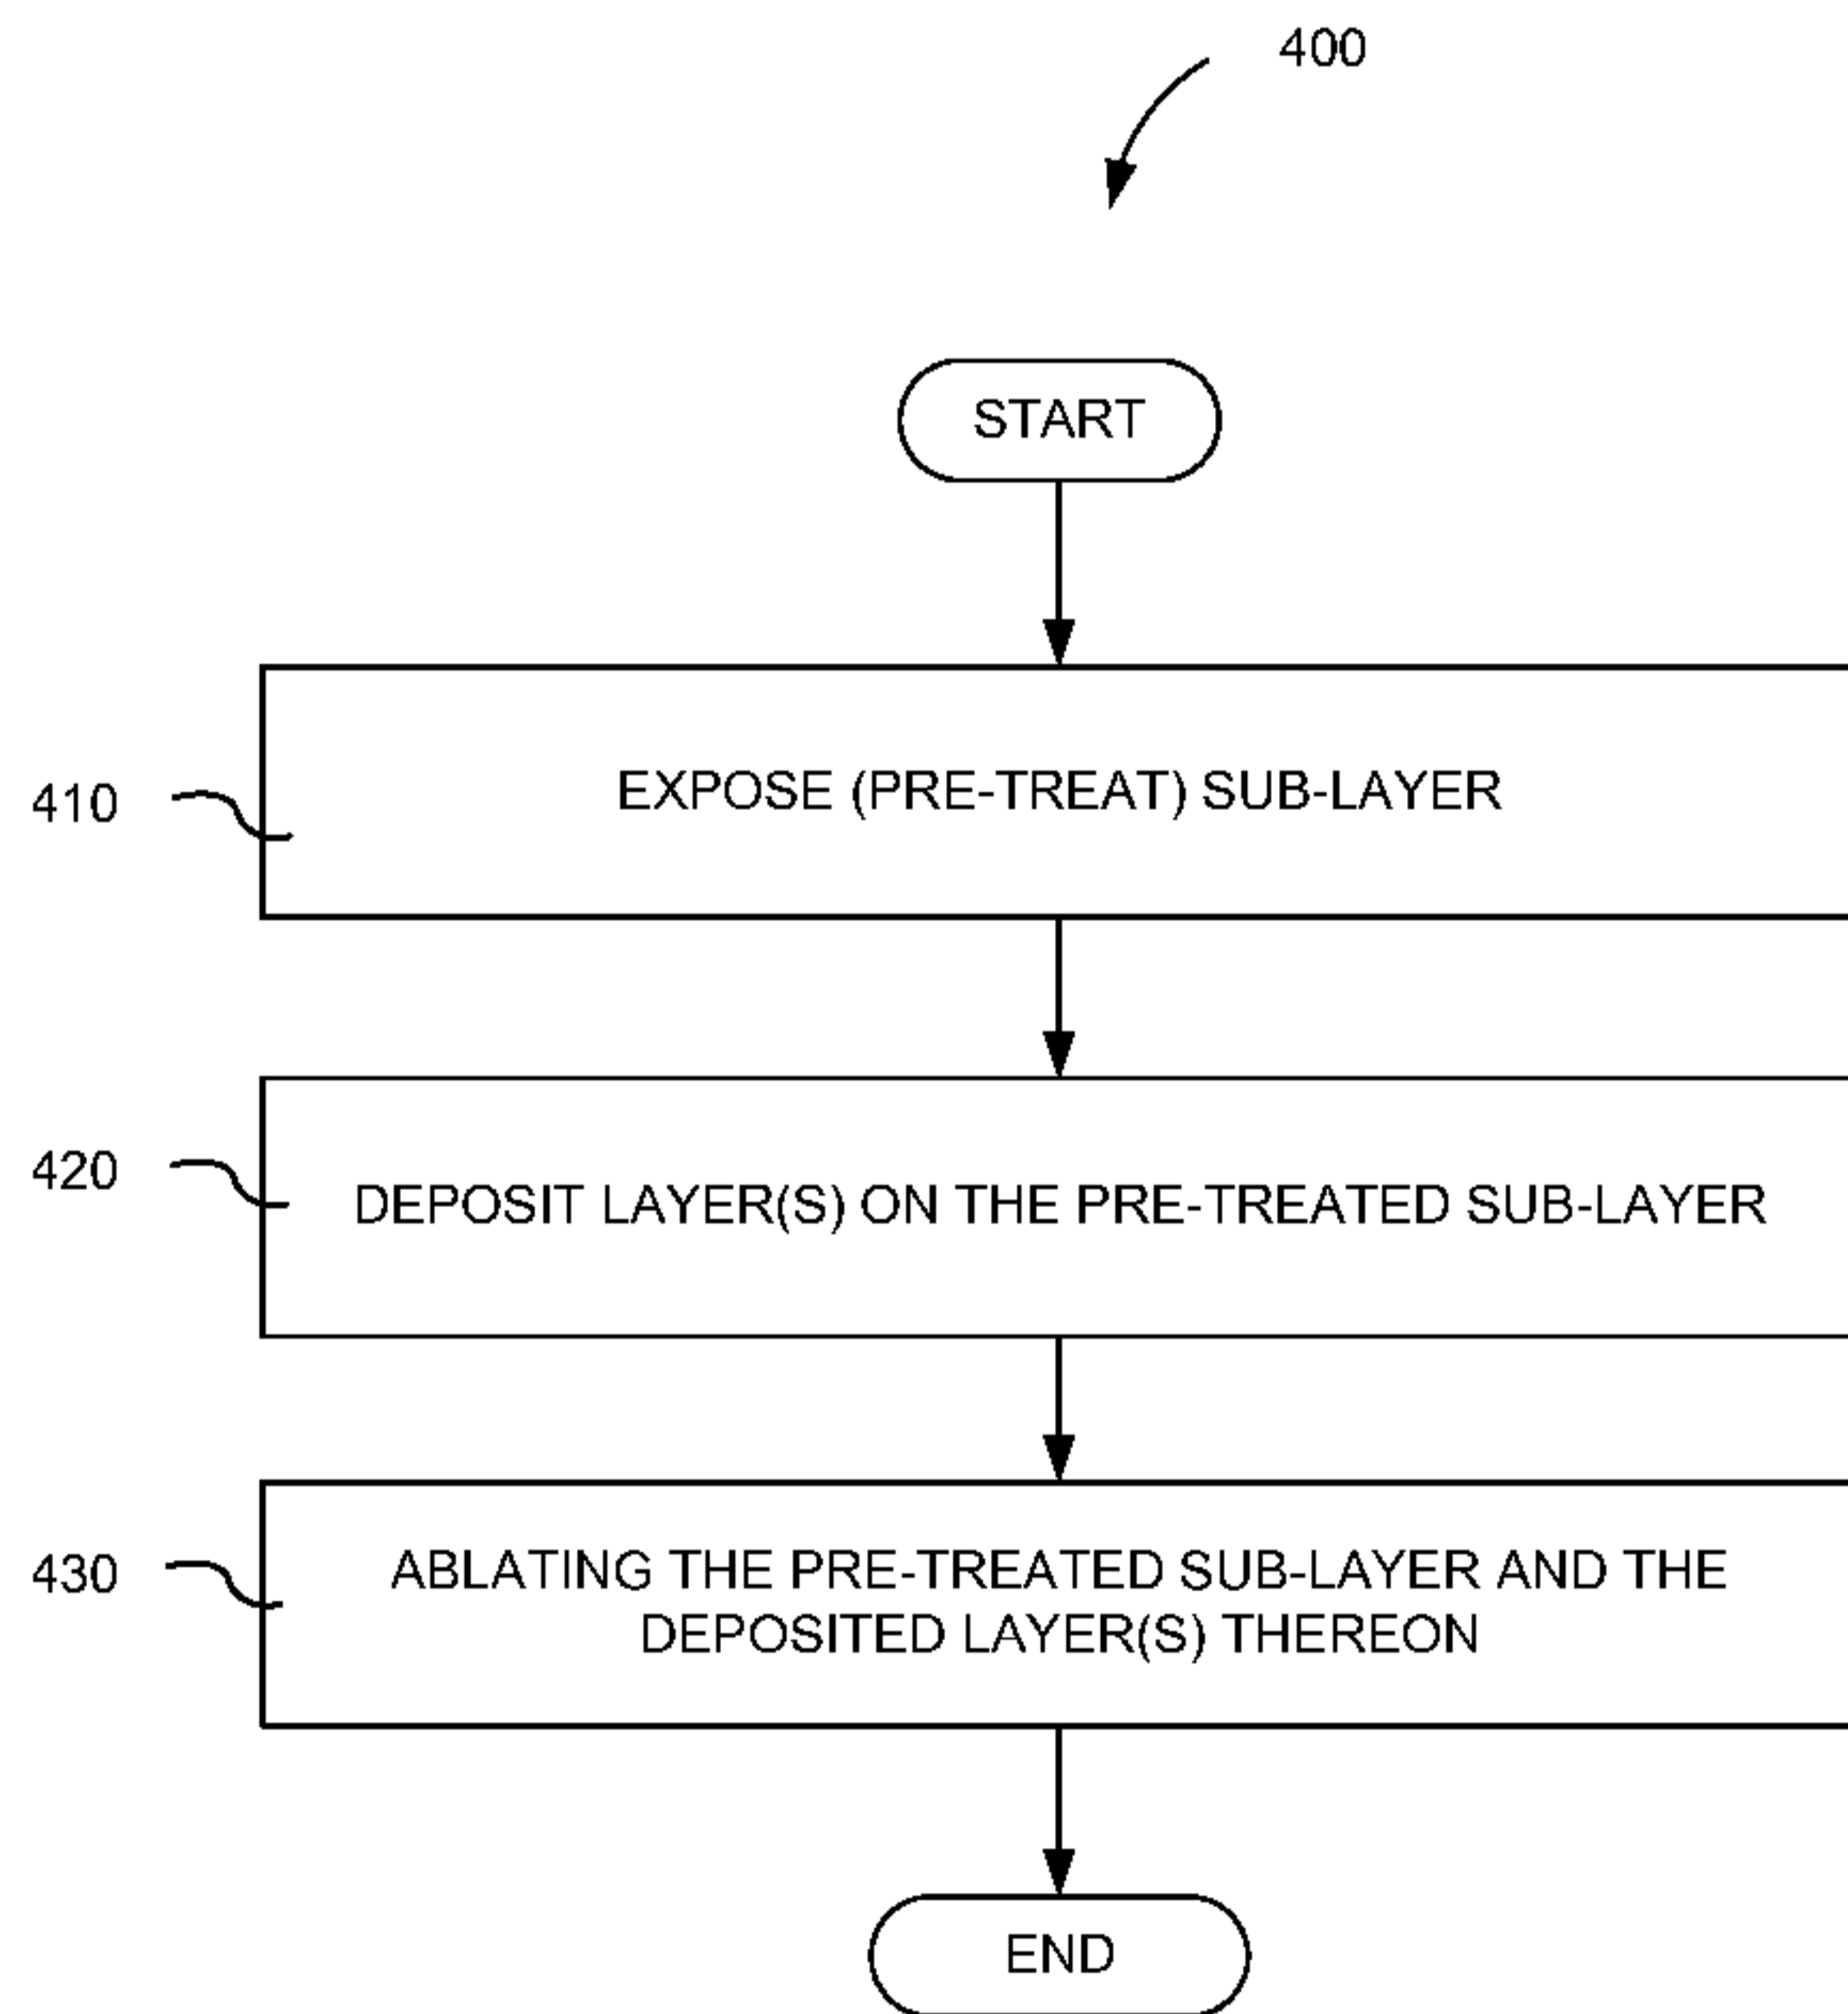 400
START
410
EXPOSE (PRE-TREAT) SUB-LAYER
420
DEPOSIT LAYER(S) ON THE PRE-TREATED SUB-LAYER
430
ABLATING THE PRE-TREATED SUB-LAYER AND THE
DEPOSITED LAYER(S) THEREON
END